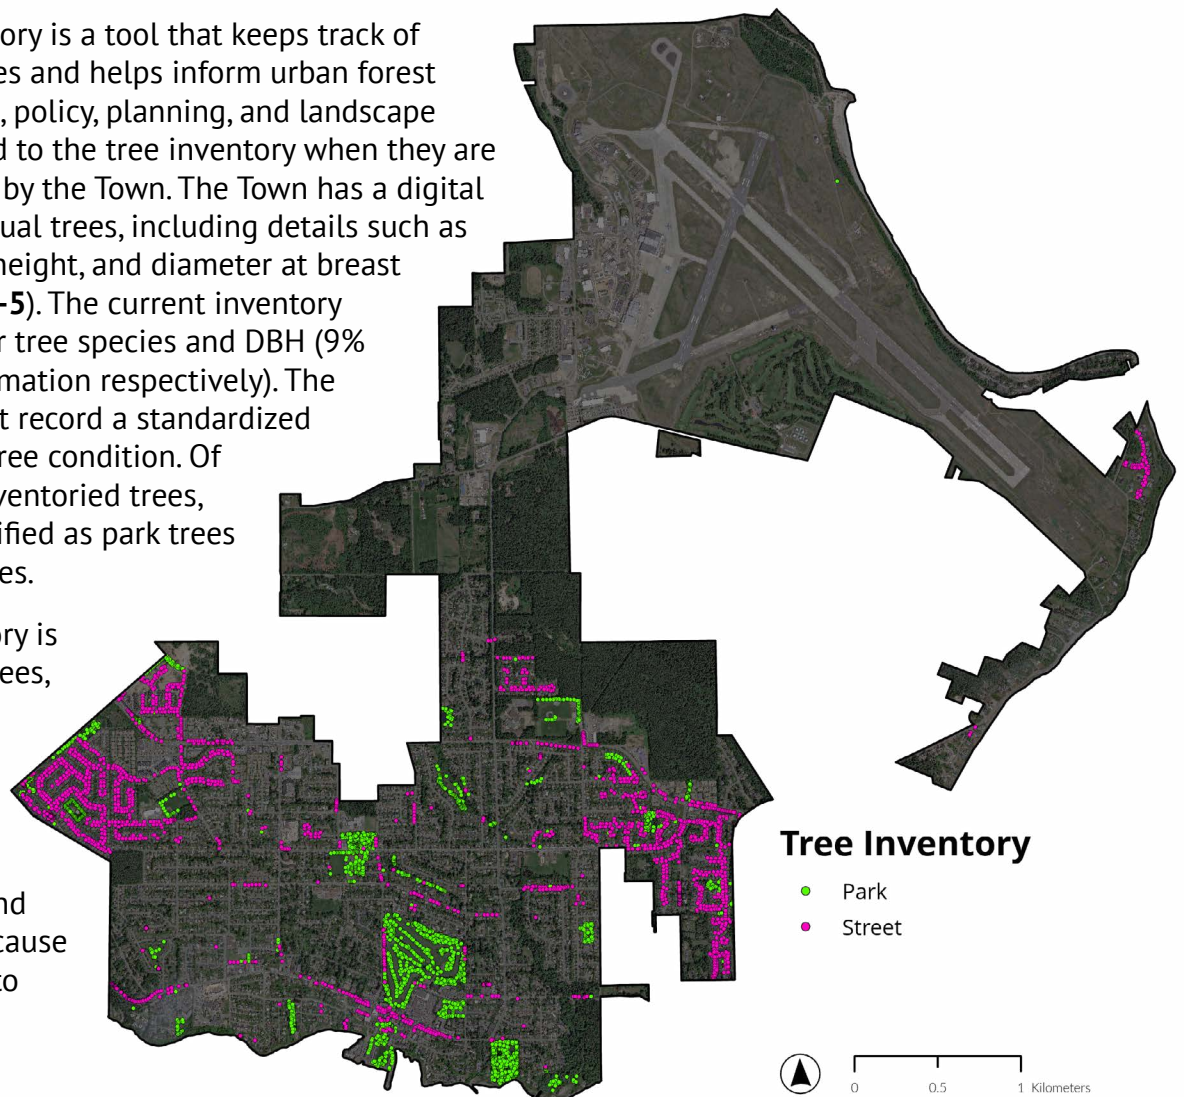 ory is a tool that keeps track of
es and helps inform urban forest
, policy, planning, and landscape
d to the tree inventory when they are
by the Town. The Town has a digital
ual trees, including details such as
height, and diameter at breast
-5). The current inventory
r tree species and DBH (9%
mation respectively). The
t record a standardized
ree condition. Of
ventoried trees,
ified as park trees
es.
ory is
rees,
nd
cause
to
Tree Inventory
Park
Street
0 0.5 1 Kilometers